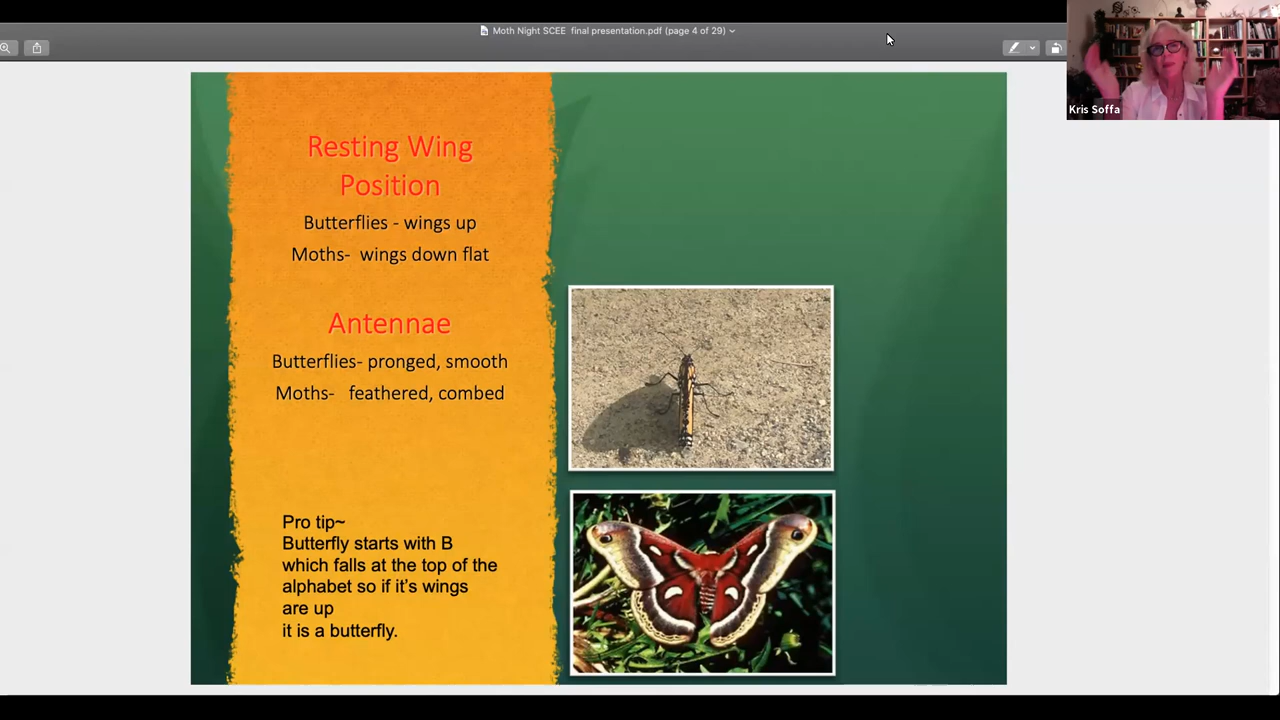 Moth Night SCEE final presentation.pdf (page 4 of 29)
Kris Soffa
Resting Wing
Position
Butterflies - wings up
Moths- wings down flat
Antennae
Butterflies- pronged, smooth
Moths- feathered, combed
Pro tip~
Butterfly starts with B
which falls at the top of the
alphabet so if it's wings
are up
it is a butterfly.